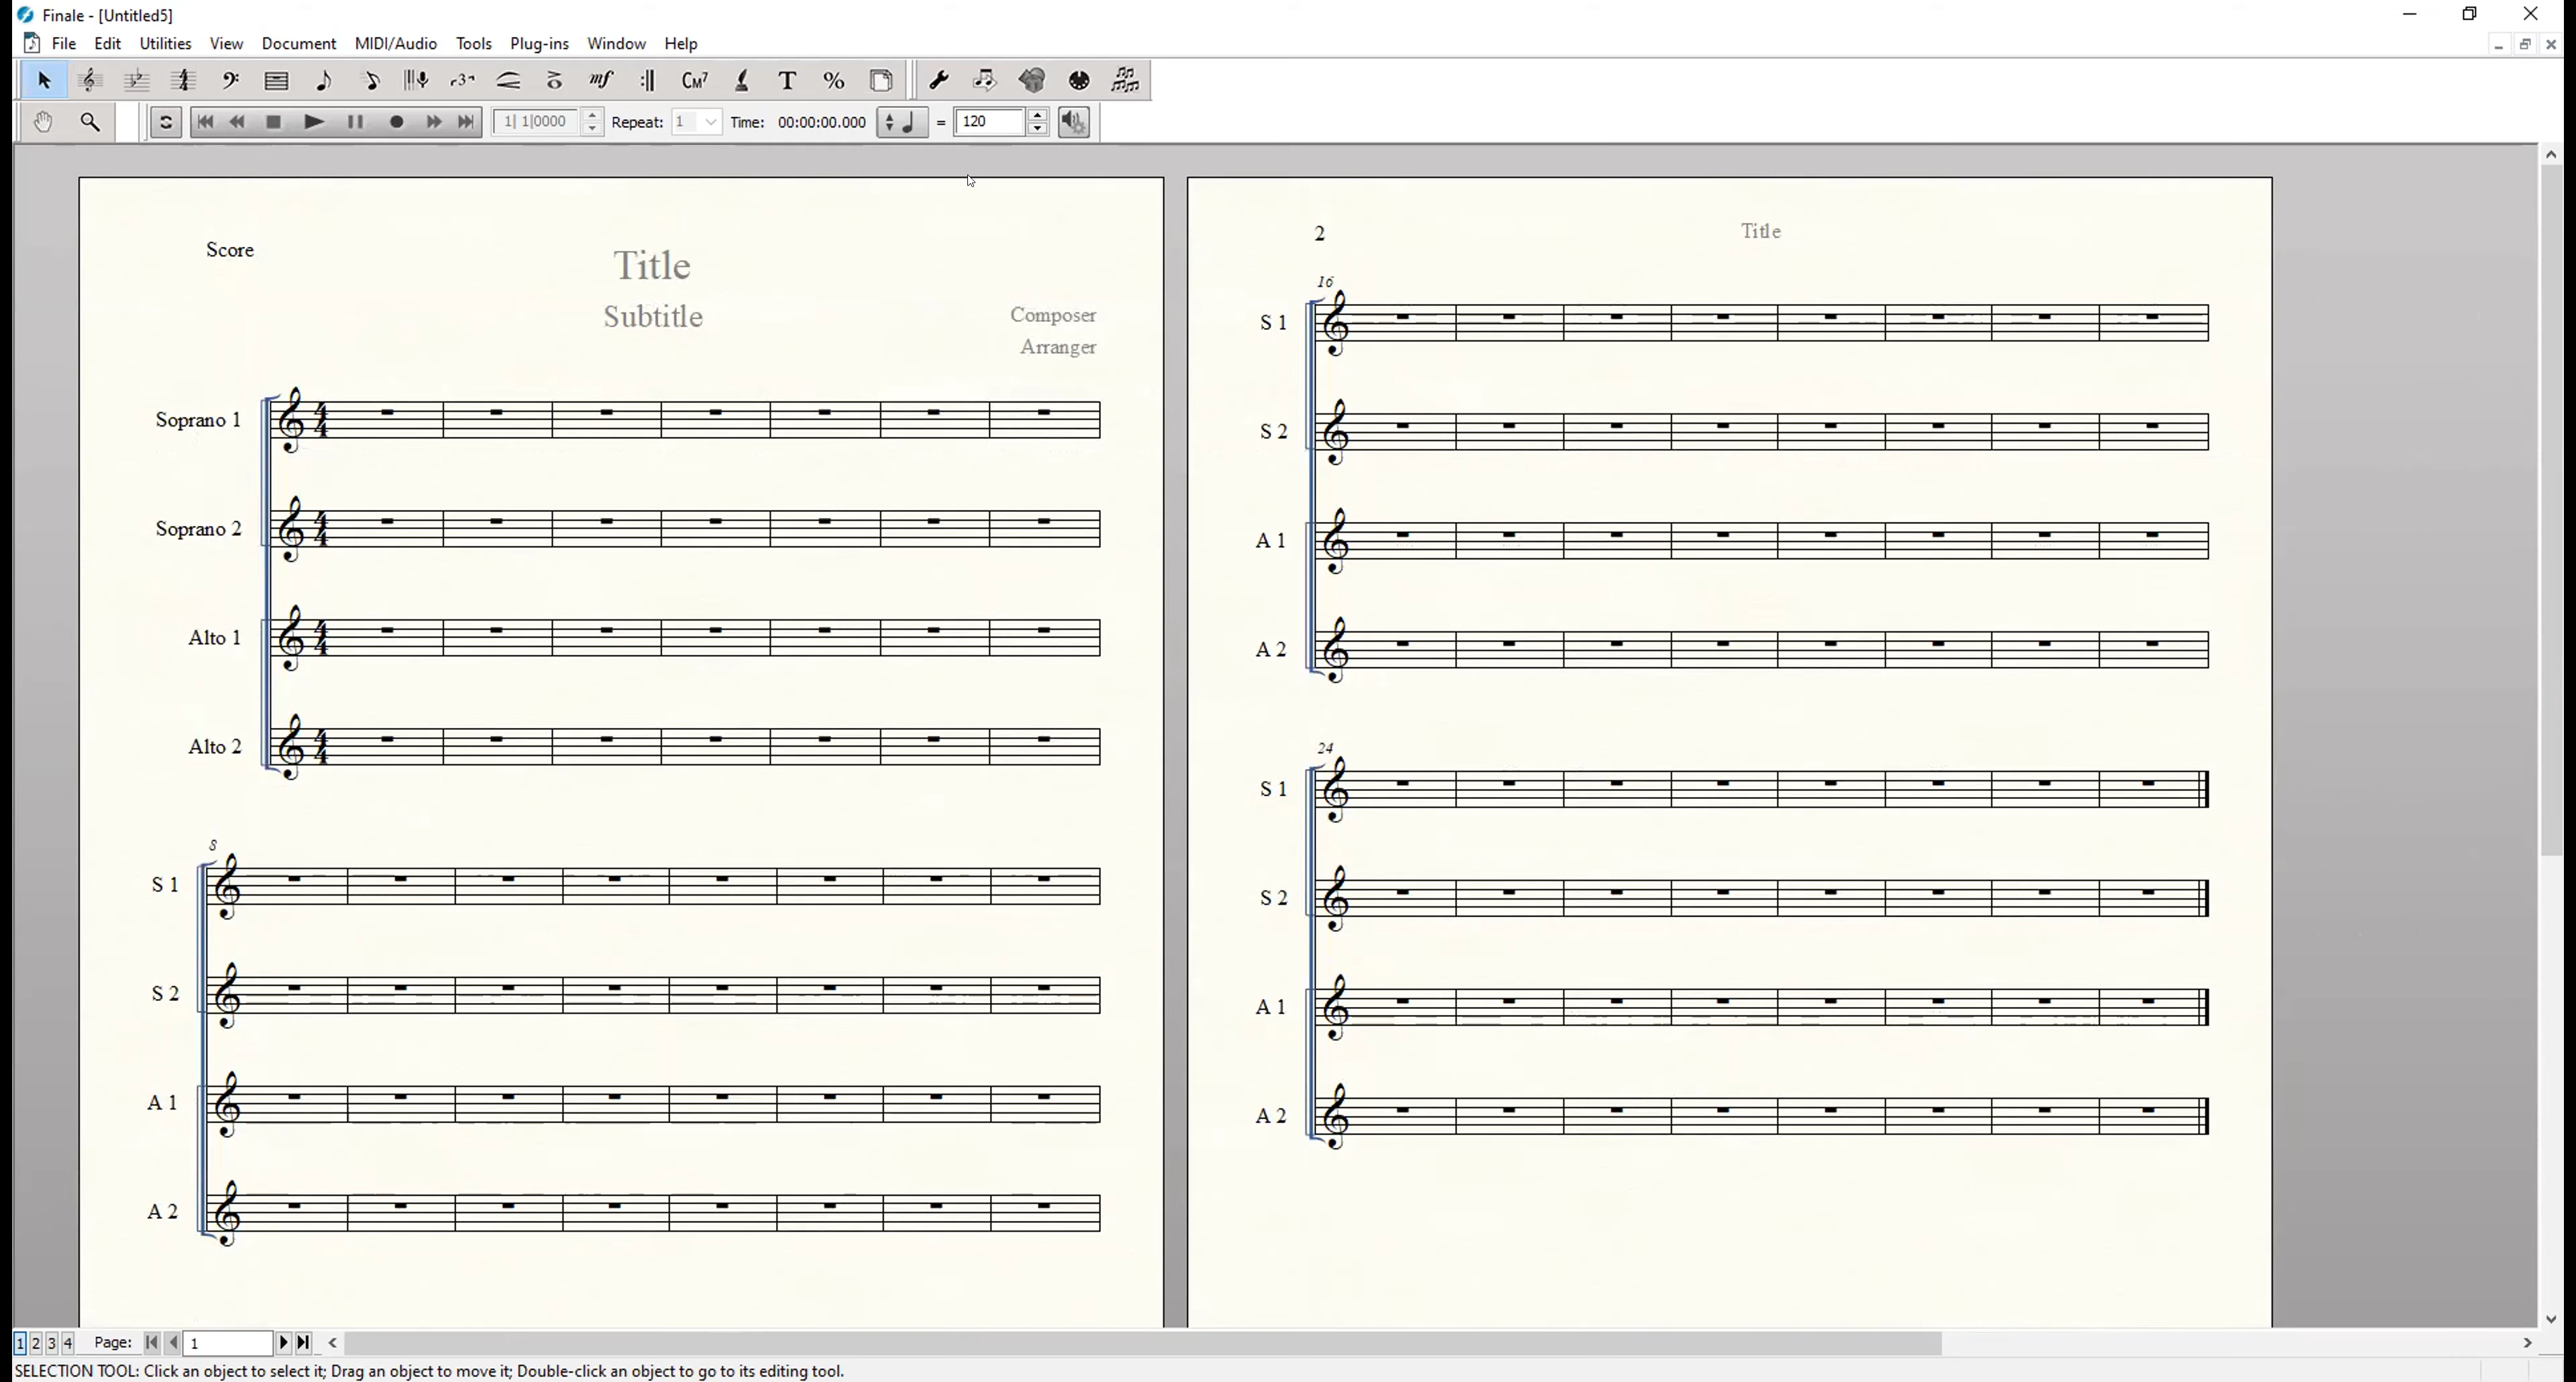 Finale - [Untitled5]
File Edit Utilities View Document MIDI/Audio Tools Plug-ins Window Help
3 mf CM7 T %
1| 1|0000 Repeat: 1 Time: 00:00:00.000 = 120
Score
Title
Subtitle
Composer
Arranger
Soprano 1
Soprano 2
Alto 1
Alto 2
8
S 1
S 2
A 1
A 2
2
Title
16
S 1
S 2
A 1
A 2
24
S 1
S 2
A 1
A 2
1 2 3 4 Page: 1
SELECTION TOOL: Click an object to select it; Drag an object to move it; Double-click an object to go to its editing tool.